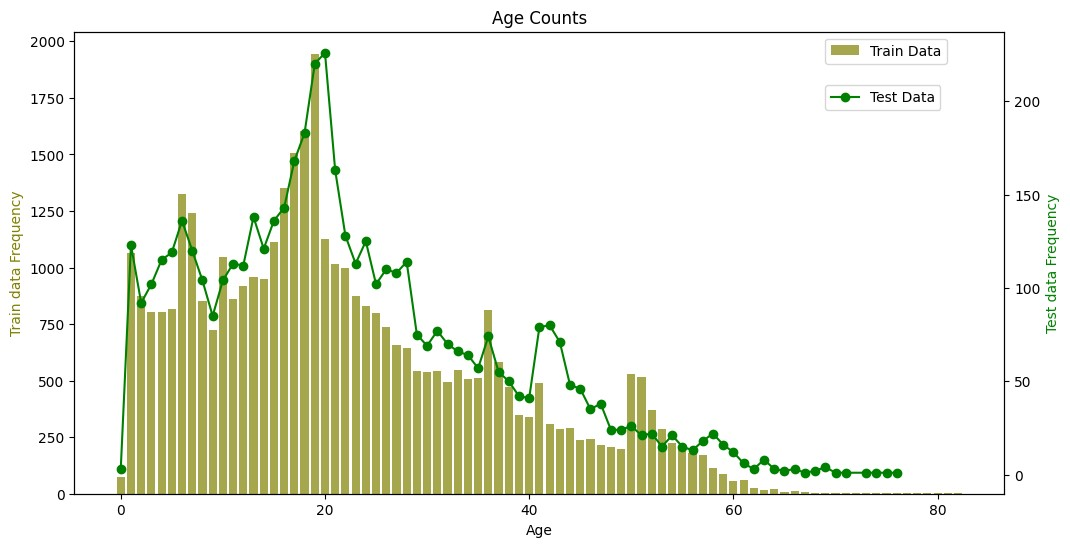 Age Counts
Train Data
Test Data
Train data Frequency
2000
1750
1500
1250
1000
750
500
250
0
200
150
100
50
0
Test data Frequency
0 20 40 60 80
Age